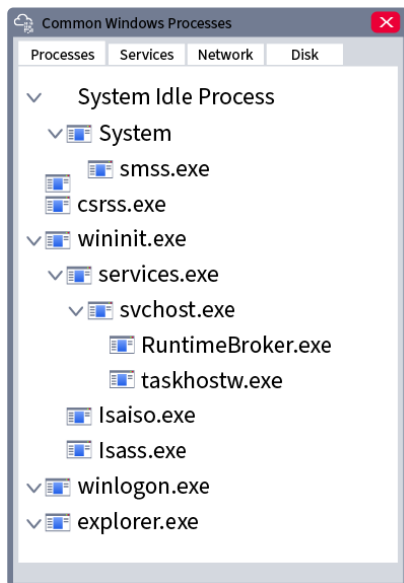 Common Windows Processes
Processes Services Network Disk
System Idle Process
System
smss.exe
csrss.exe
wininit.exe
services.exe
svchost.exe
RuntimeBroker.exe
taskhostw.exe
lsaiso.exe
lsass.exe
winlogon.exe
explorer.exe